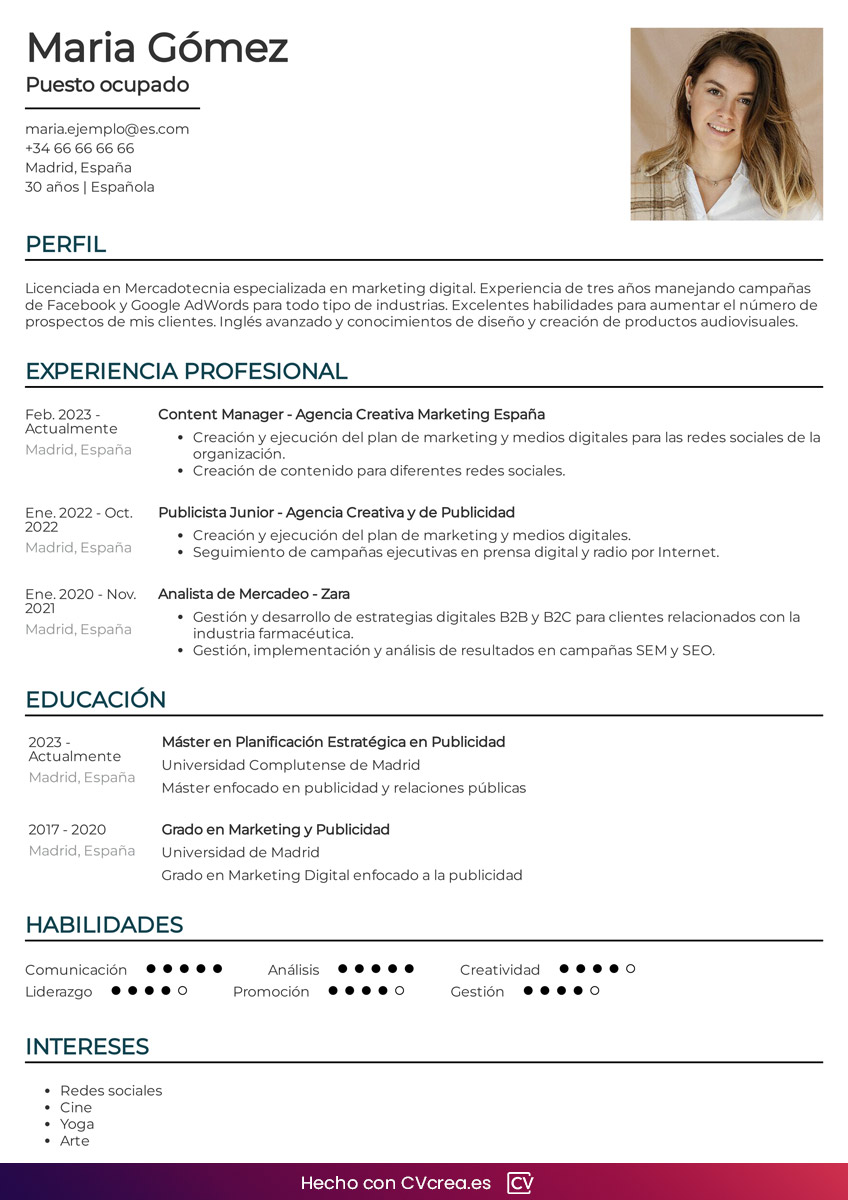 Maria Gómez
Puesto ocupado
maria.ejemplo@es.com
+34 66 66 66 66
Madrid, España
30 años | Española
PERFIL
Licenciada en Mercadotecnia especializada en marketing digital. Experiencia de tres años manejando campañas
de Facebook y Google AdWords para todo tipo de industrias. Excelentes habilidades para aumentar el número de
prospectos de mis clientes. Inglés avanzado y conocimientos de diseño y creación de productos audiovisuales.
EXPERIENCIA PROFESIONAL
Feb. 2023 -
Actualmente
Madrid, España
Content Manager - Agencia Creativa Marketing España
• Creación y ejecución del plan de marketing y medios digitales para las redes sociales de la
organización.
• Creación de contenido para diferentes redes sociales.
Ene. 2022 - Oct.
2022
Madrid, España
Publicista Junior - Agencia Creativa y de Publicidad
• Creación y ejecución del plan de marketing y medios digitales.
• Seguimiento de campañas ejecutivas en prensa digital y radio por Internet.
Ene. 2020 - Nov.
2021
Madrid, España
Analista de Mercadeo - Zara
• Gestión y desarrollo de estrategias digitales B2B y B2C para clientes relacionados con la
industria farmacéutica.
• Gestión, implementación y análisis de resultados en campañas SEM y SEO.
EDUCACIÓN
2023 -
Actualmente
Madrid, España
Máster en Planificación Estratégica en Publicidad
Universidad Complutense de Madrid
Máster enfocado en publicidad y relaciones públicas
2017 - 2020
Madrid, España
Grado en Marketing y Publicidad
Universidad de Madrid
Grado en Marketing Digital enfocado a la publicidad
HABILIDADES
Comunicación Análisis Creatividad
Liderazgo Promoción Gestión
INTERESES
• Redes sociales
• Cine
• Yoga
• Arte
Hecho con CVcrea.es CV